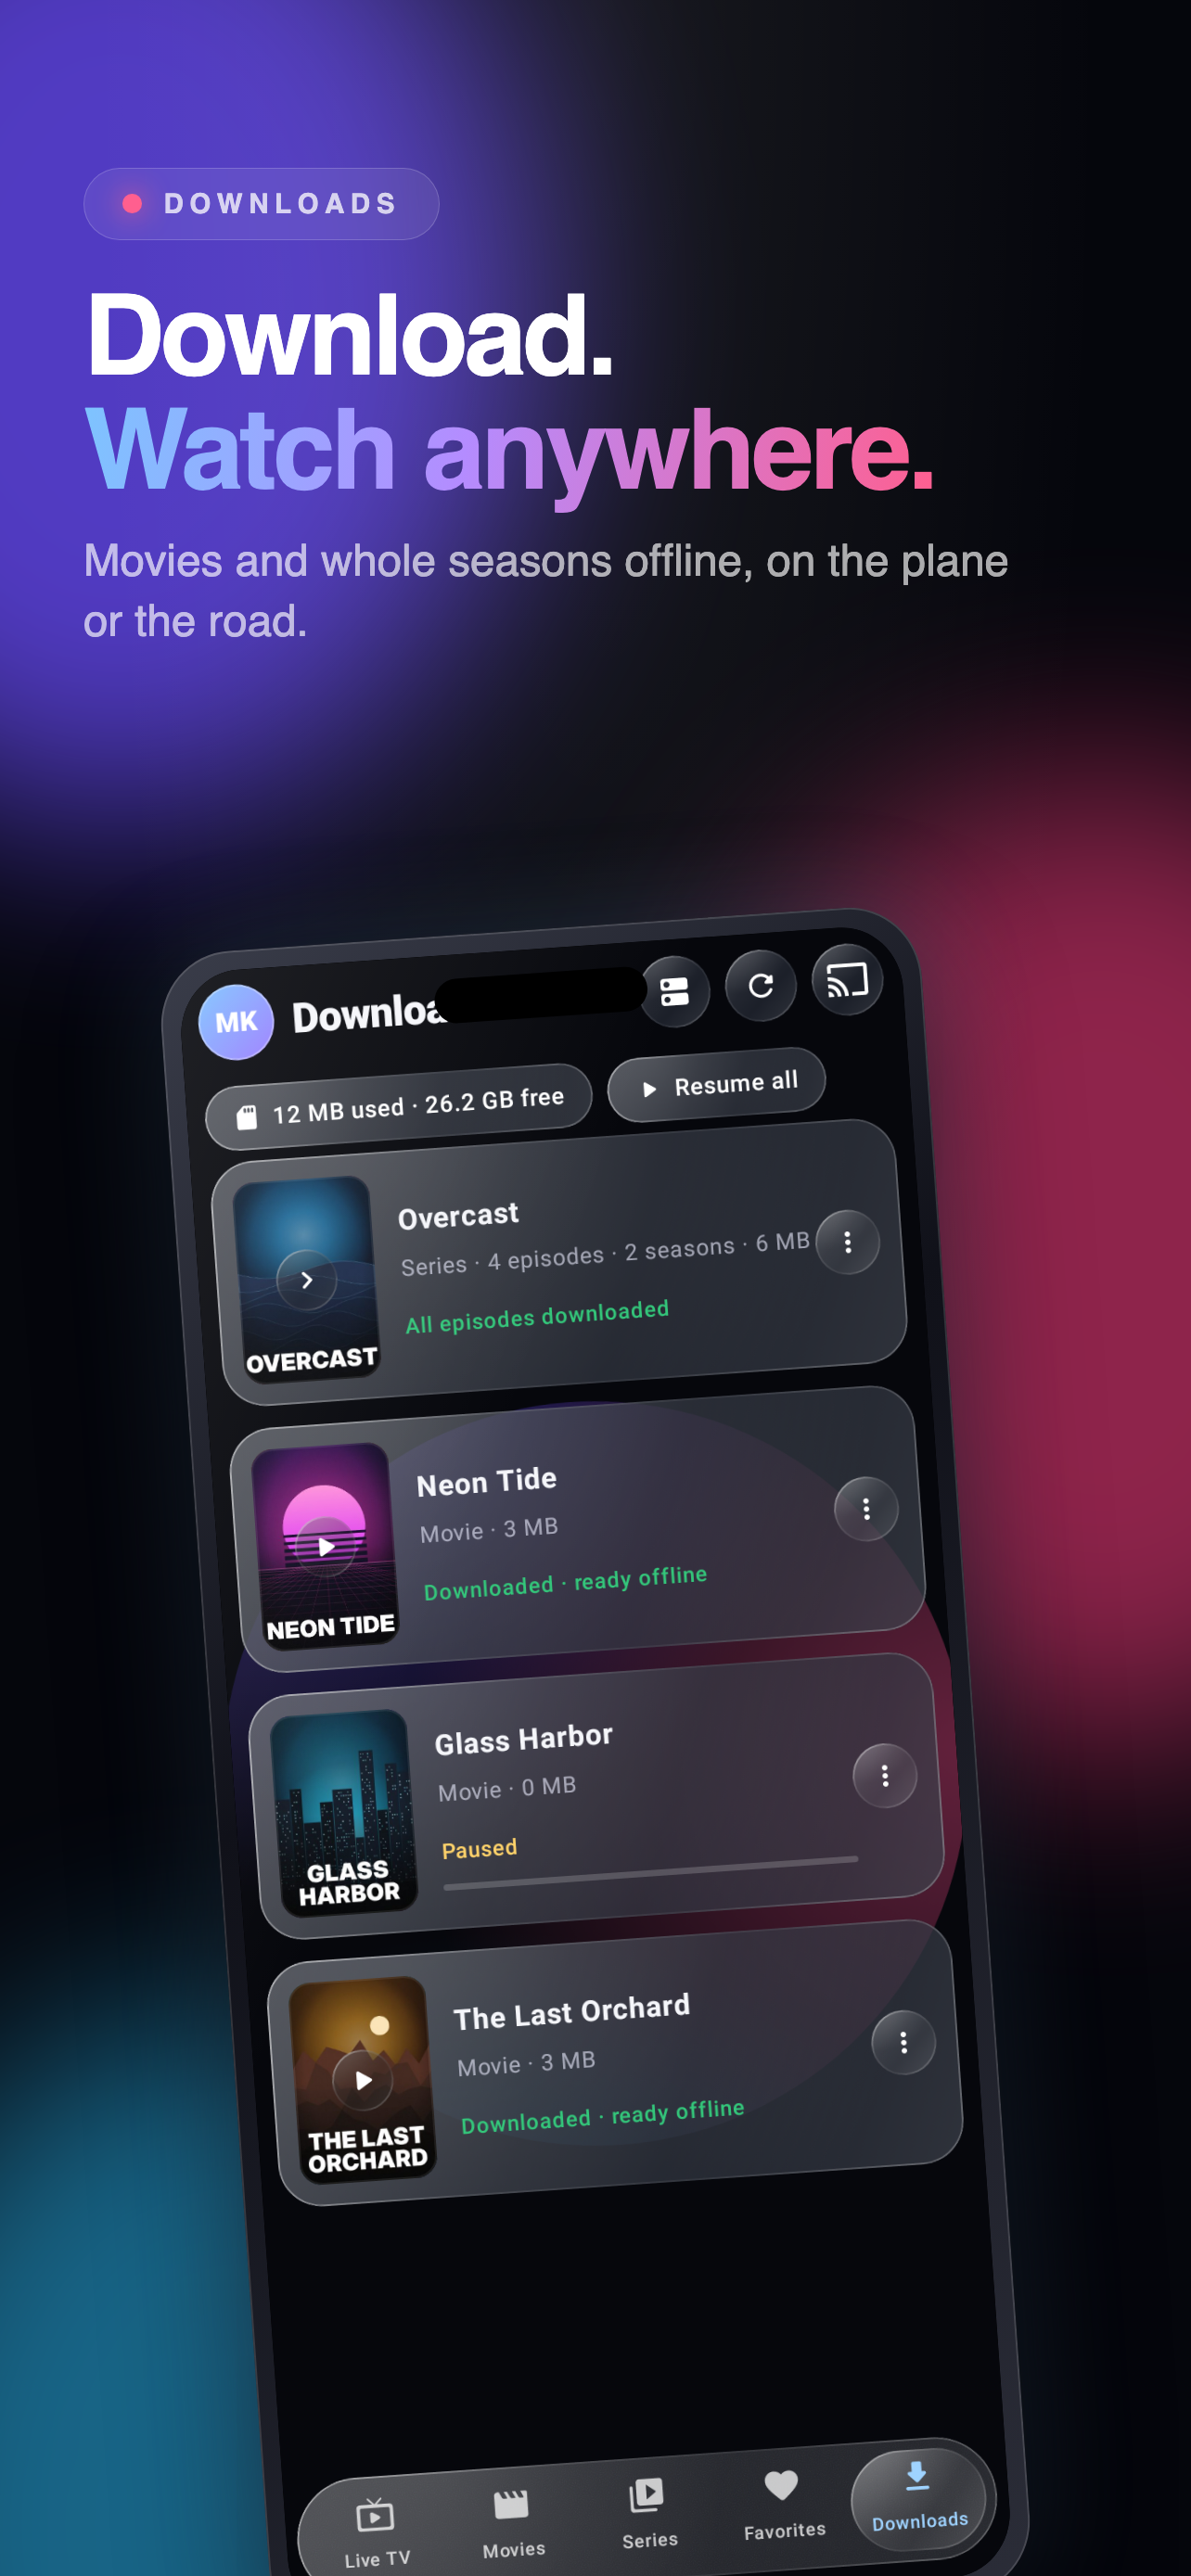 DOWNLOADS
Download.
Watch anywhere.
Movies and whole seasons offline, on the plane
or the road.
MK
12 MB used · 26.2 GB free
Resume all
OVERCAST
Overcast
Series · 4 episodes · 2 seasons · 6 MB
All episodes downloaded
NEON TIDE
Neon Tide
Movie · 3 MB
Downloaded · ready offline
GLASS
HARBOR
Glass Harbor
Movie · 0 MB
Paused
THE LAST
ORCHARD
The Last Orchard
Movie · 3 MB
Downloaded · ready offline
Live TV
Movies
Series
Favorites
Downloads